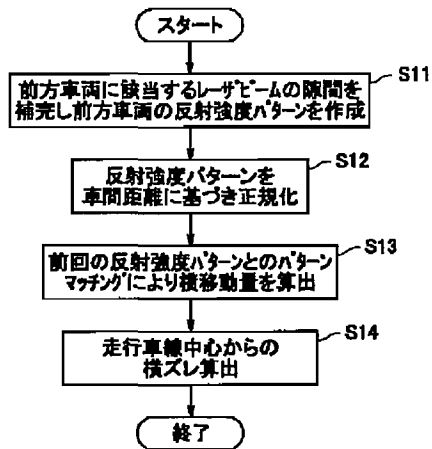 スタート
S11
前方車両に該当するレーザビームの隙間を
補完し前方車両の反射強度パターンを作成
S12
反射強度パターンを
車間距離に基づき正規化
S13
前回の反射強度パターンとのパターン
マッチングにより横移動量を算出
S14
走行車線中心からの
横ズレ算出
終了